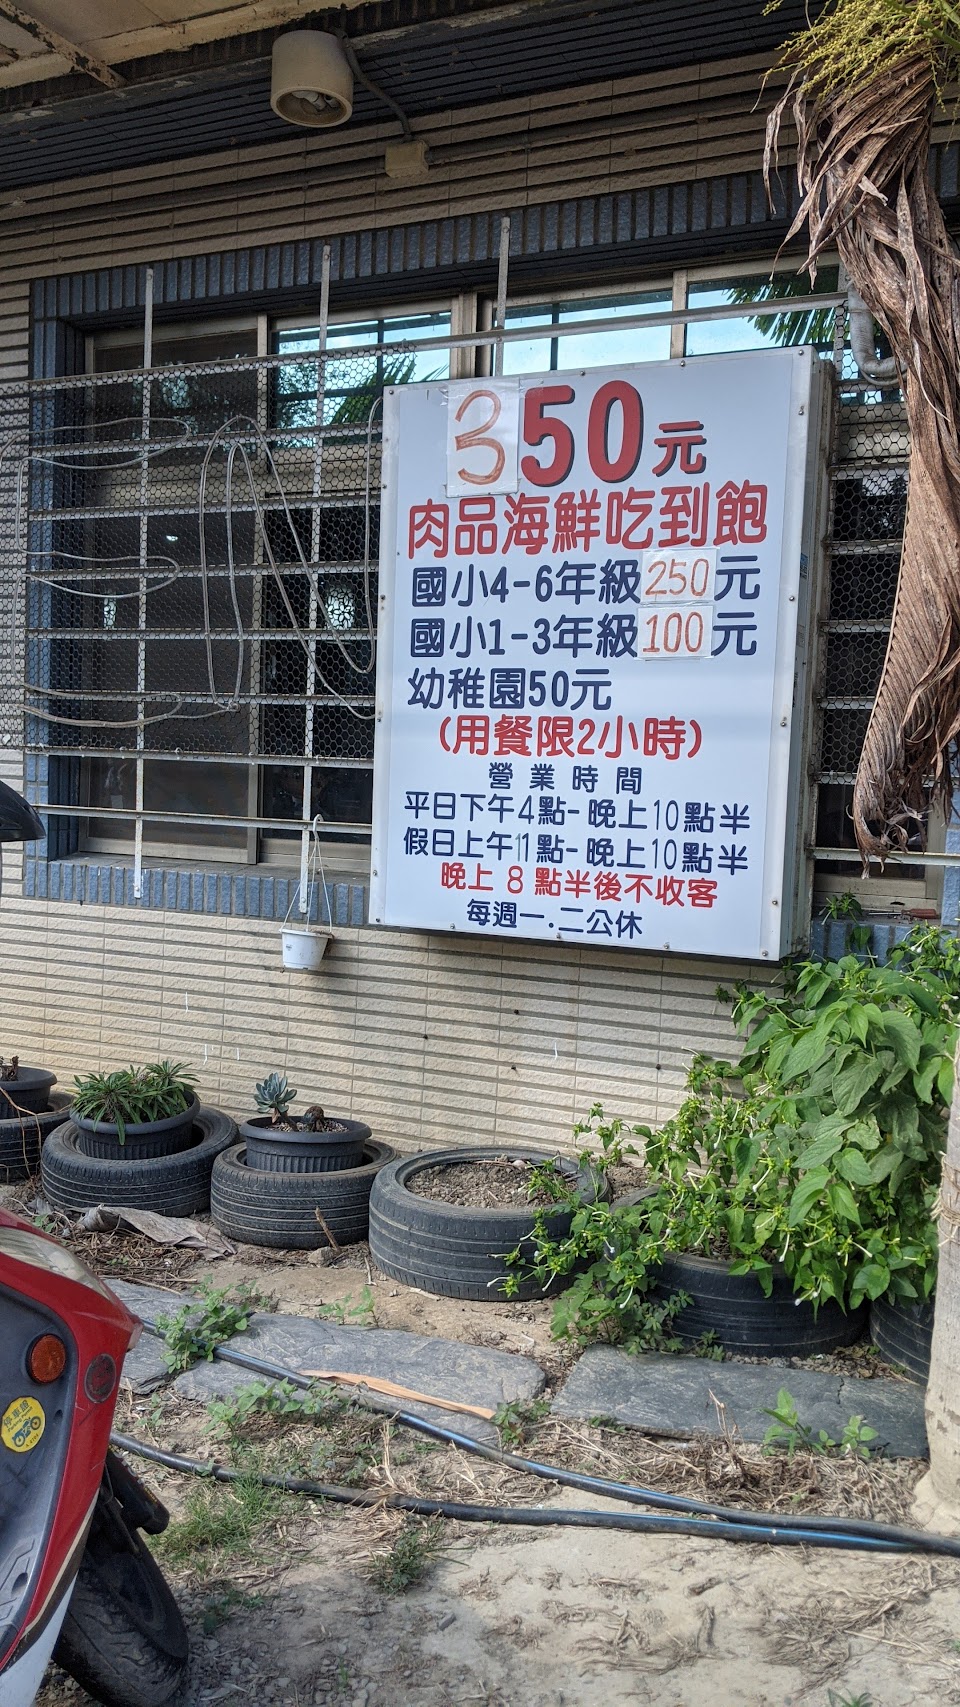 350元
肉品海鮮吃到飽
國小4-6年級250元
國小1-3年級100元
幼稚園50元
(用餐限2小時)
營業時間
平日下午4點-晚上10點半
假日上午11點-晚上10點半
晚上8點半後不收客
每週一.二公休
停車證